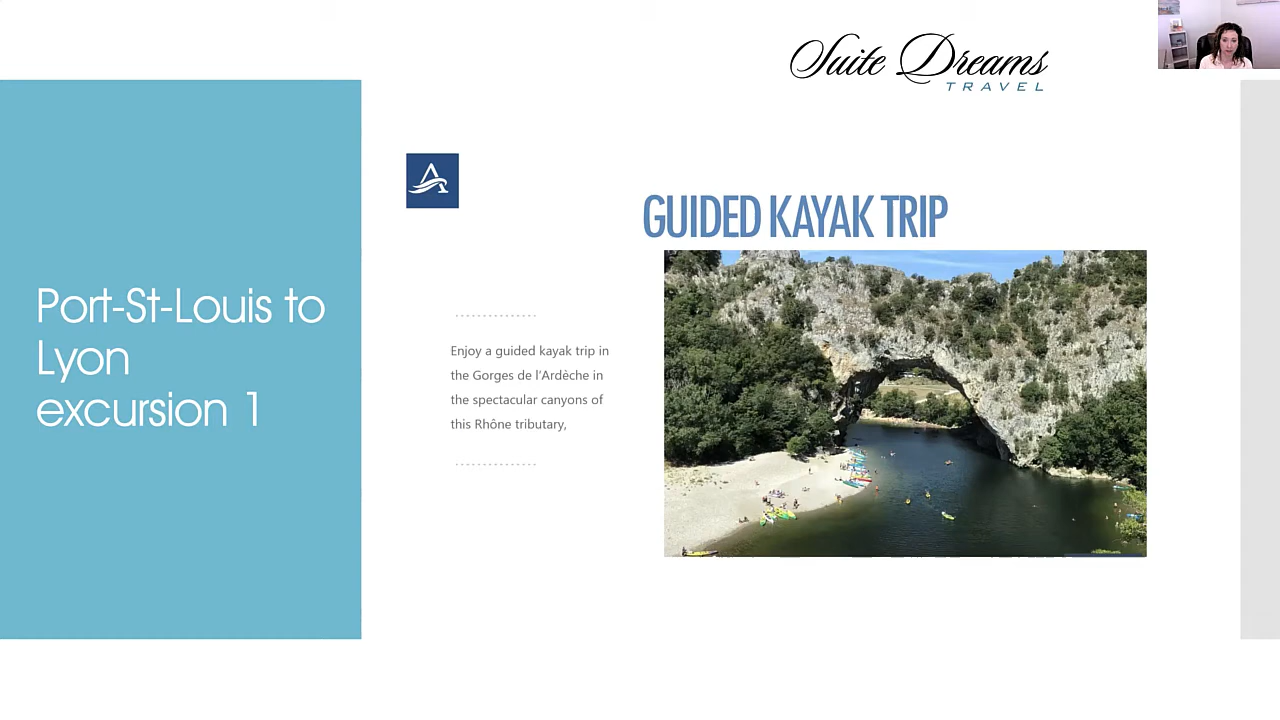 Suite Dreams
TRAVEL
GUIDED KAYAK TRIP
Port-St-Louis to
Lyon
excursion 1
Enjoy a guided kayak trip in
the Gorges de l'Ardèche in
the spectacular canyons of
this Rhône tributary,